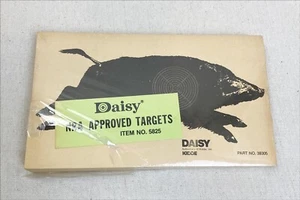 Daisy®
NRA APPROVED TARGETS
ITEM NO. 5825
DAISY